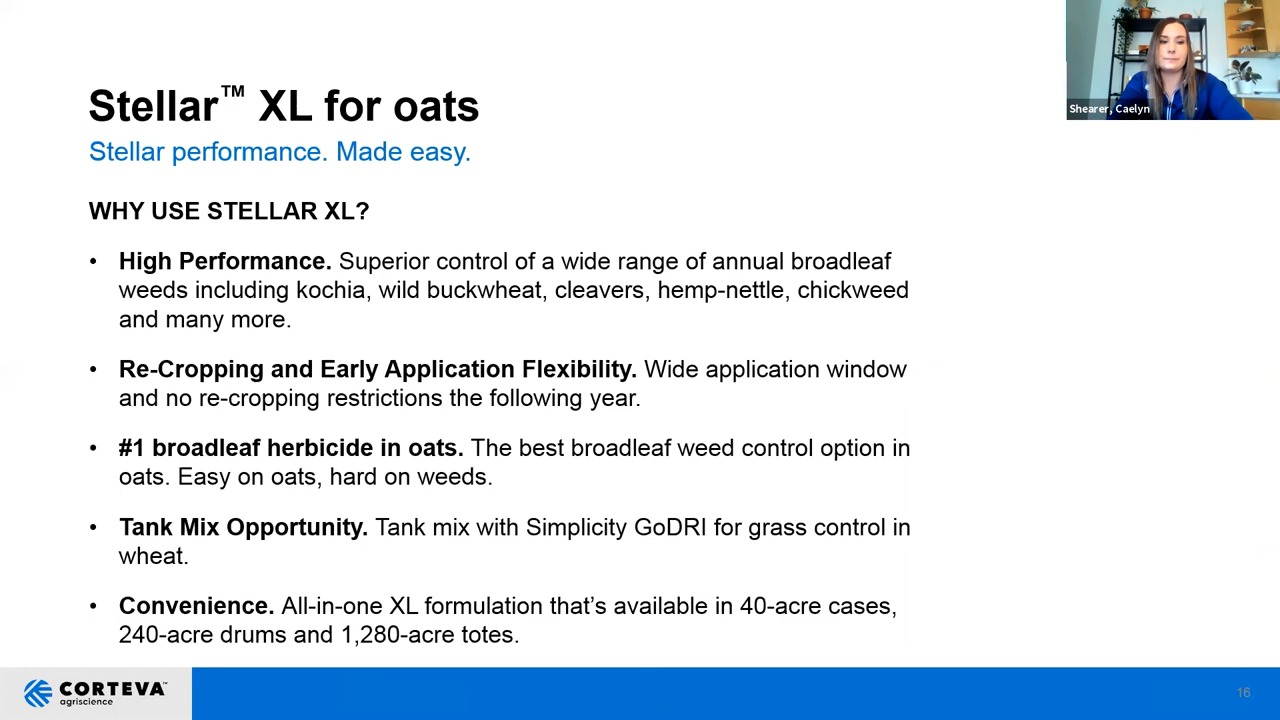 Shearer, Caelyn
Stellar™ XL for oats
Stellar performance. Made easy.
WHY USE STELLAR XL?
• High Performance. Superior control of a wide range of annual broadleaf
weeds including kochia, wild buckwheat, cleavers, hemp-nettle, chickweed
and many more.
• Re-Cropping and Early Application Flexibility. Wide application window
and no re-cropping restrictions the following year.
• #1 broadleaf herbicide in oats. The best broadleaf weed control option in
oats. Easy on oats, hard on weeds.
• Tank Mix Opportunity. Tank mix with Simplicity GoDRI for grass control in
wheat.
• Convenience. All-in-one XL formulation that’s available in 40-acre cases,
240-acre drums and 1,280-acre totes.
CORTEVA™
agriscience
16